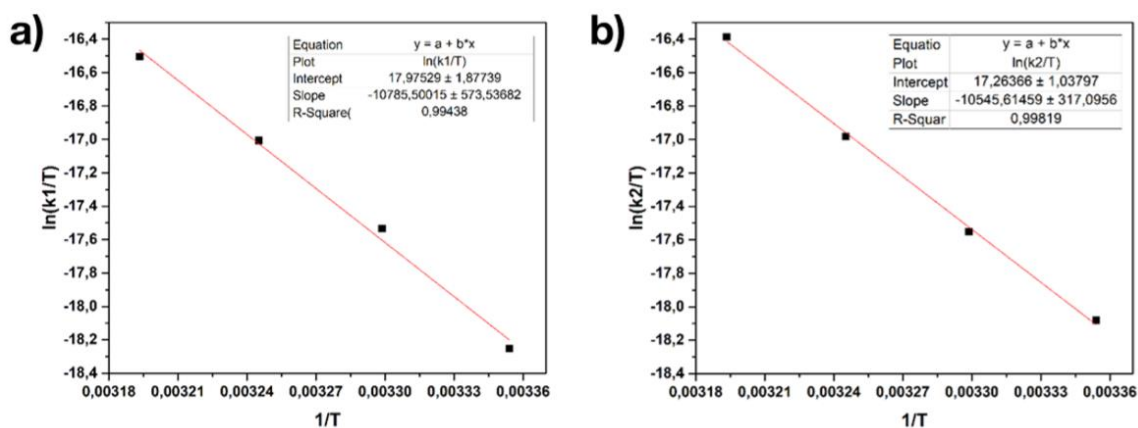 a)
-16,4
-16,6
-16,8
-17,0
-17,2
-17,4
-17,6
-17,8
-18,0
-18,2
-18,4
ln(k1/T)
Equation y = a + b*x
Plot ln(k1/T)
Intercept 17,97529 ± 1,87739
Slope -10785,50015 ± 573,53682
R-Square( 0,99438
0,00318 0,00321 0,00324 0,00327 0,00330 0,00333 0,00336
1/T
b)
-16,4
-16,6
-16,8
-17,0
-17,2
-17,4
-17,6
-17,8
-18,0
-18,2
-18,4
ln(k2/T)
Equatio y = a + b*x
Plot ln(k2/T)
Intercept 17,26366 ± 1,03797
Slope -10545,61459 ± 317,0956
R-Squar 0,99819
0,00318 0,00321 0,00324 0,00327 0,00330 0,00333 0,00336
1/T